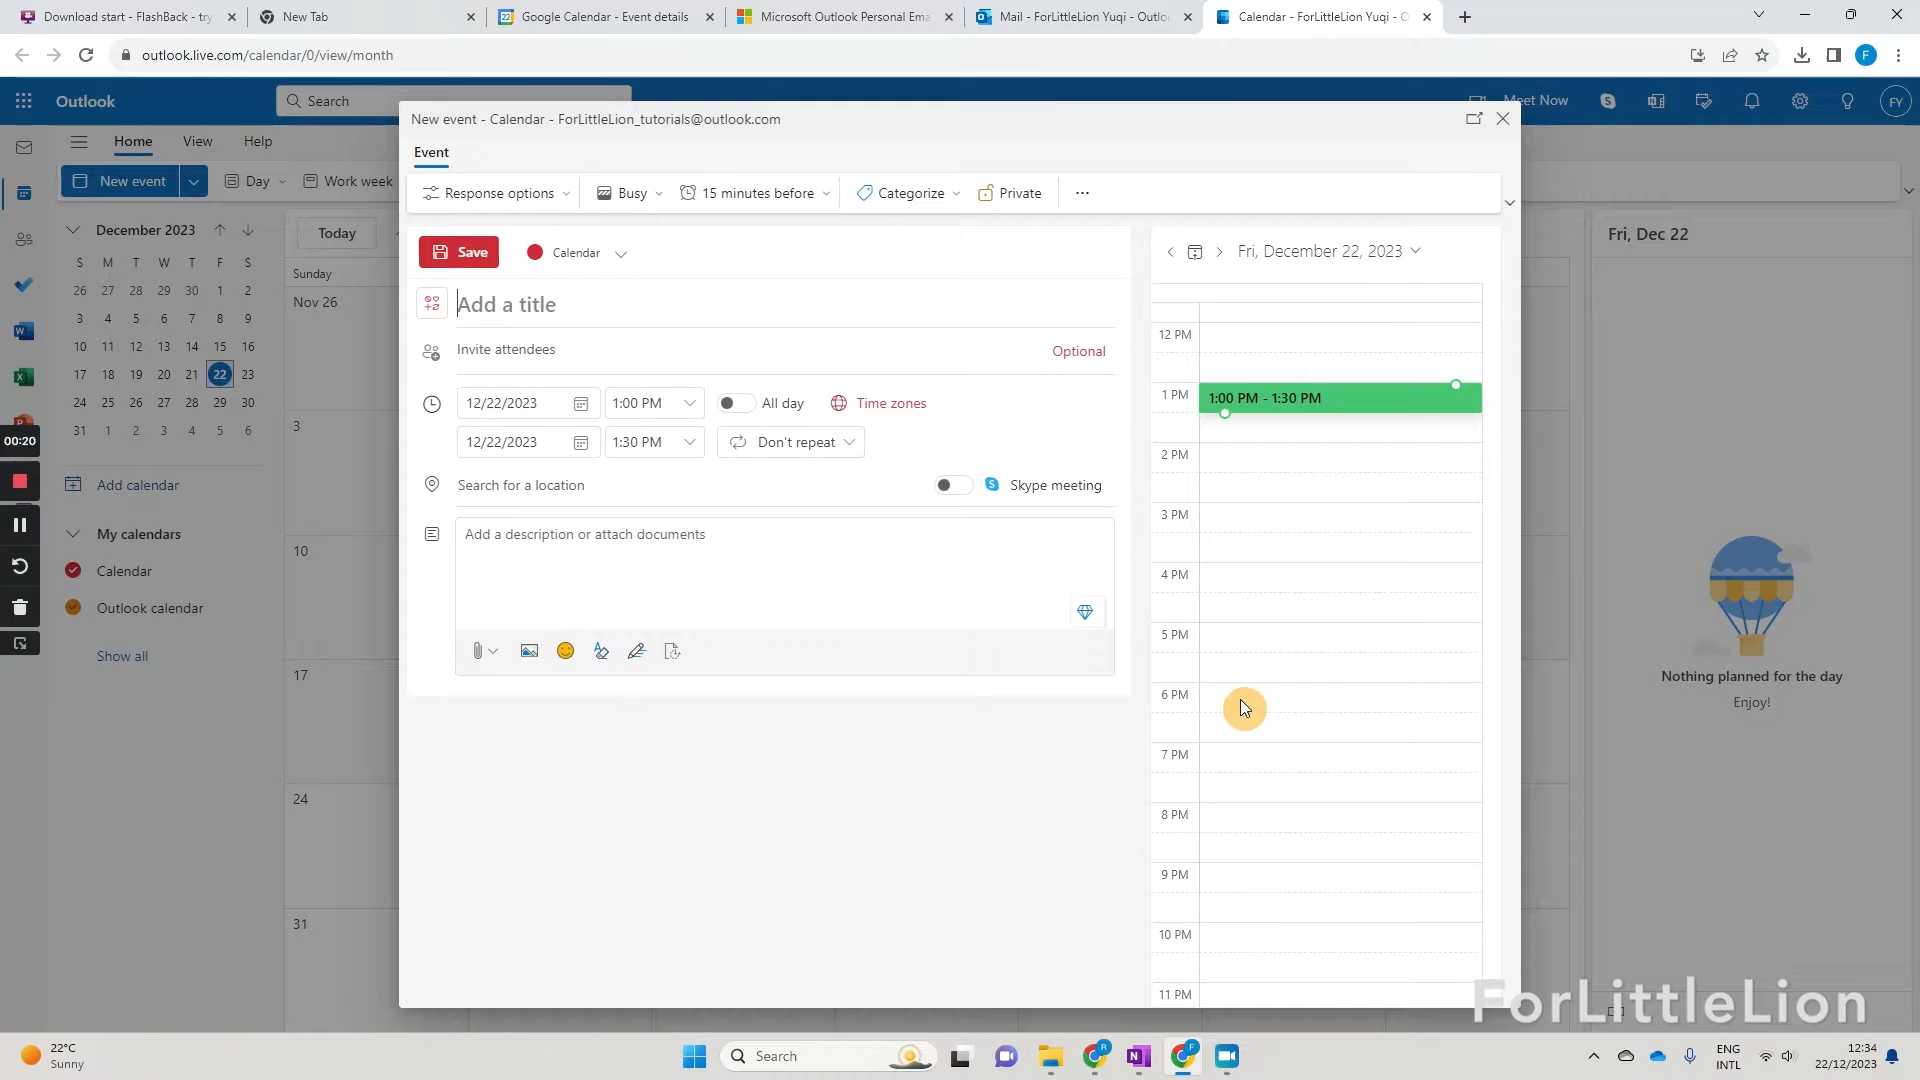 Download start - FlashBack - try
New Tab
Google Calendar - Event details
Microsoft Outlook Personal Ema
Mail - ForLittleLion Yuqi - Outlo
Calendar - ForLittleLion Yuqi - O
outlook.live.com/calendar/0/view/month
F
Outlook
Search
Meet Now
FY
New event - Calendar - ForLittleLion_tutorials@outlook.com
Home
View
Help
Event
New event
Day
Work week
Response options
Busy
15 minutes before
Categorize
Private
December 2023
S M T W T F S
26 27 28 29 30 1 2
3 4 5 6 7 8 9
10 11 12 13 14 15 16
17 18 19 20 21 22 23
24 25 26 27 28 29 30
31 1 2 3 4 5 6
Today
Sunday
Nov 26
3
10
17
24
31
00:20
Add calendar
My calendars
Calendar
Outlook calendar
Show all
Save
Calendar
Add a title
Invite attendees
Optional
12/22/2023
1:00 PM
All day
Time zones
12/22/2023
1:30 PM
Don't repeat
Search for a location
Skype meeting
Add a description or attach documents
Fri, December 22, 2023
12 PM
1 PM
1:00 PM - 1:30 PM
2 PM
3 PM
4 PM
5 PM
6 PM
7 PM
8 PM
9 PM
10 PM
11 PM
Fri, Dec 22
Nothing planned for the day
Enjoy!
ForLittleLion
22°C
Sunny
Search
ENG
INTL
12:34
22/12/2023